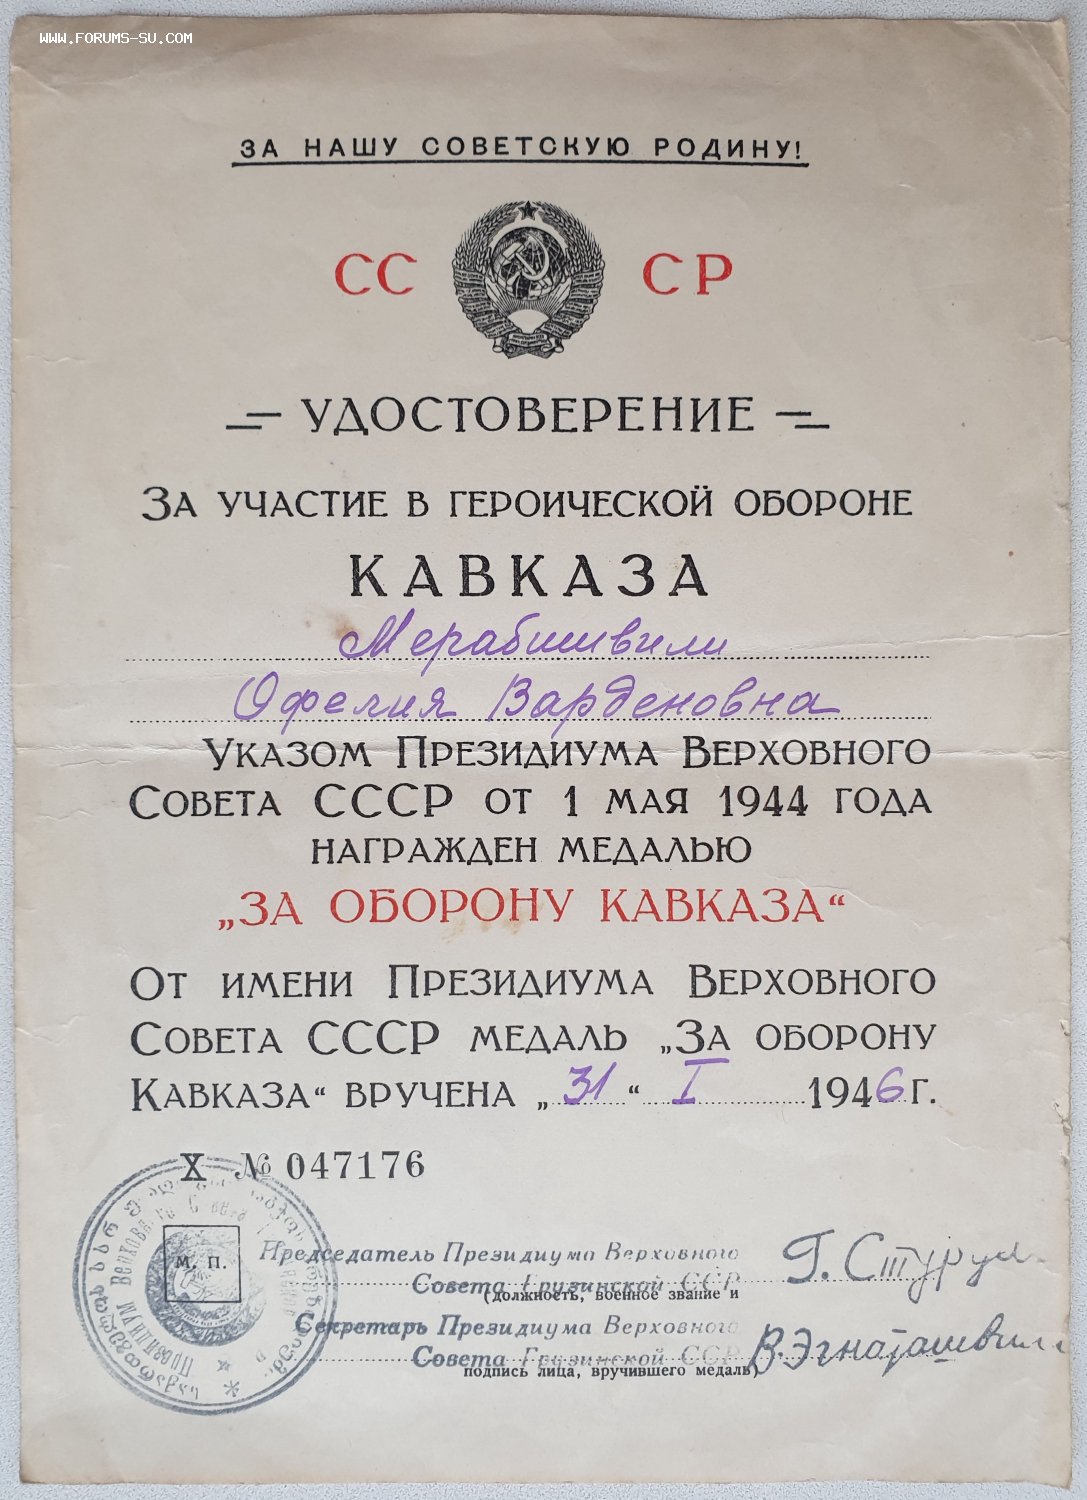 WWW.FORUMS-SU.COM
ЗА НАШУ СОВЕТСКУЮ РОДИНУ!
СС СР
УДОСТОВЕРЕНИЕ
ЗА УЧАСТИЕ В ГЕРОИЧЕСКОЙ ОБОРОНЕ
КАВКАЗА
Мерабишвили
Офелия Варденовна
УКАЗОМ ПРЕЗИДИУМА ВЕРХОВНОГО
СОВЕТА СССР ОТ 1 МАЯ 1944 ГОДА
НАГРАЖДЕН МЕДАЛЬЮ
„ЗА ОБОРОНУ КАВКАЗА“
ОТ ИМЕНИ ПРЕЗИДИУМА ВЕРХОВНОГО
СОВЕТА СССР МЕДАЛЬ „ЗА ОБОРОНУ
КАВКАЗА“ ВРУЧЕНА „31“ I 1946 Г.
X № 047176
М. П.
Председатель Президиума Верховного
Совета Грузинской ССР Г. Стуруа
(должность, военное звание и
Секретарь Президиума Верховного
Совета Грузинской ССР В. Эгнаташвили
подпись лица, вручившего медаль)